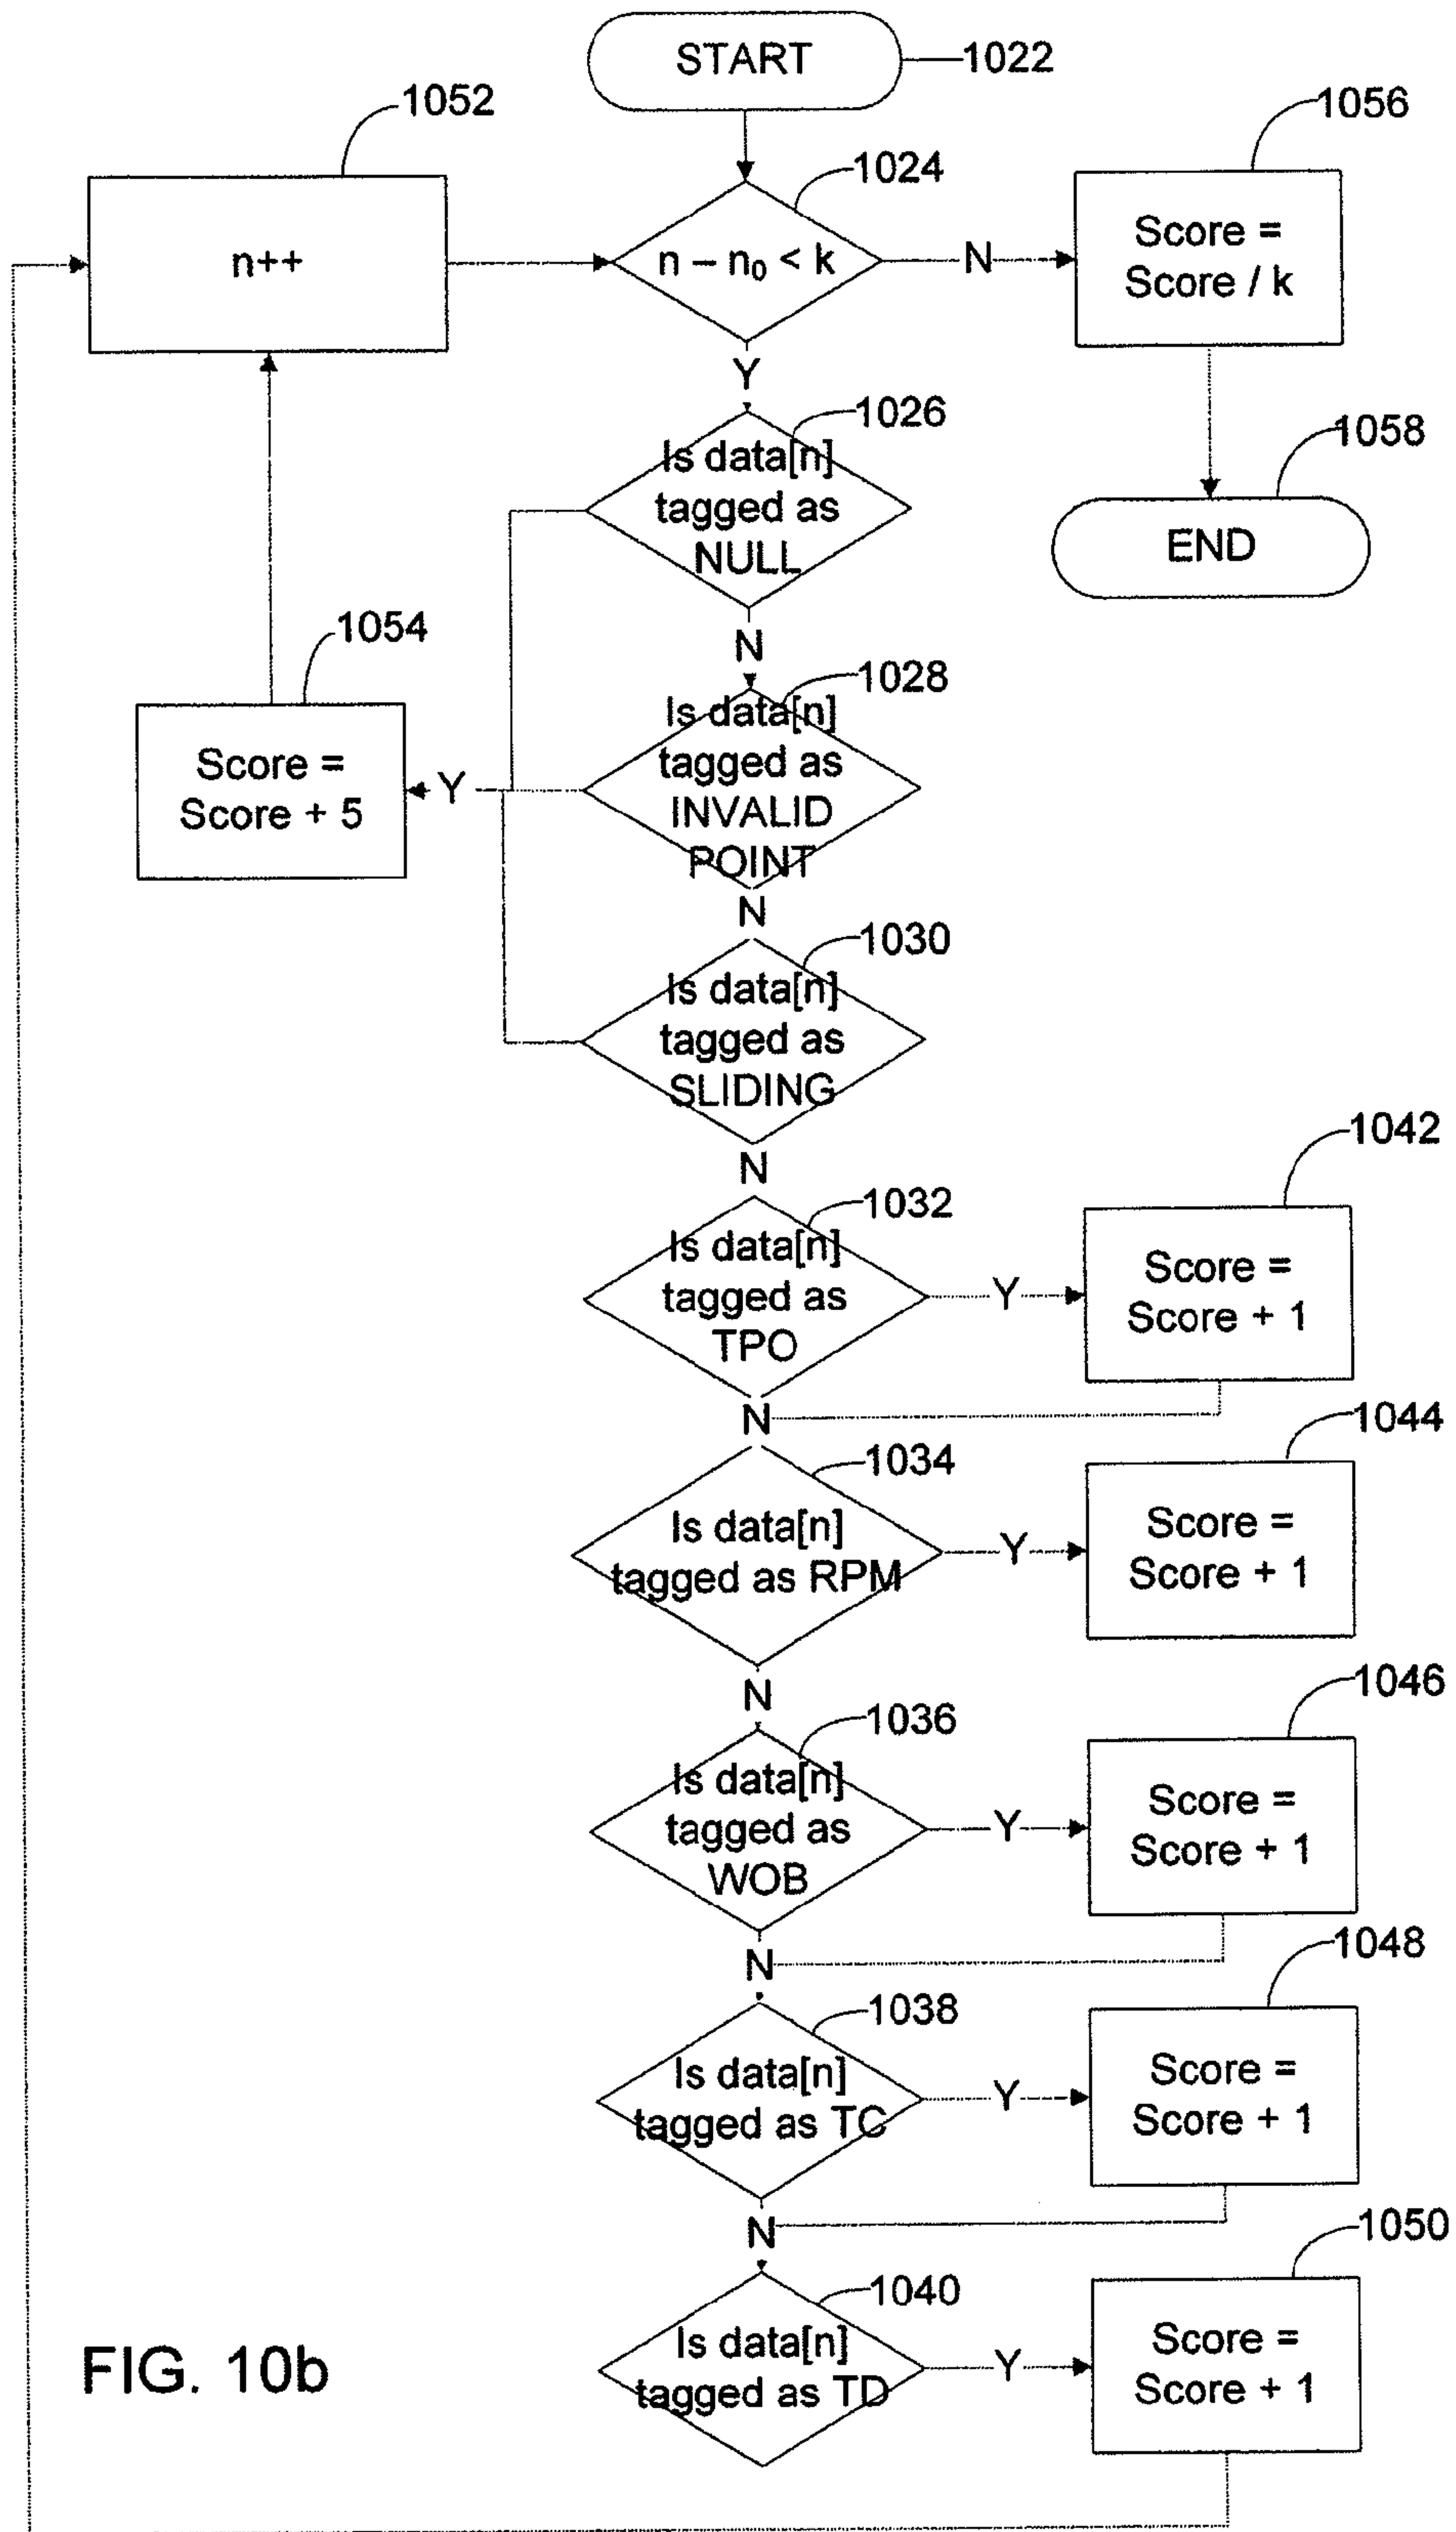 START
1022
1052
1056
1024
n++
n – n₀ < k
N
Score =
Score / k
Y
1026
Is data[n]
tagged as
NULL
1058
END
1054
N
1028
Is data[n]
tagged as
INVALID
POINT
Y
Score =
Score + 5
N
1030
Is data[n]
tagged as
SLIDING
N
1042
1032
Is data[n]
tagged as
TPO
Y
Score =
Score + 1
N
1044
1034
Is data[n]
tagged as RPM
Y
Score =
Score + 1
N
1046
1036
Is data[n]
tagged as
WOB
Y
Score =
Score + 1
N
1048
1038
Is data[n]
tagged as TC
Y
Score =
Score + 1
N
1050
1040
Is data[n]
tagged as TD
Y
Score =
Score + 1
FIG. 10b